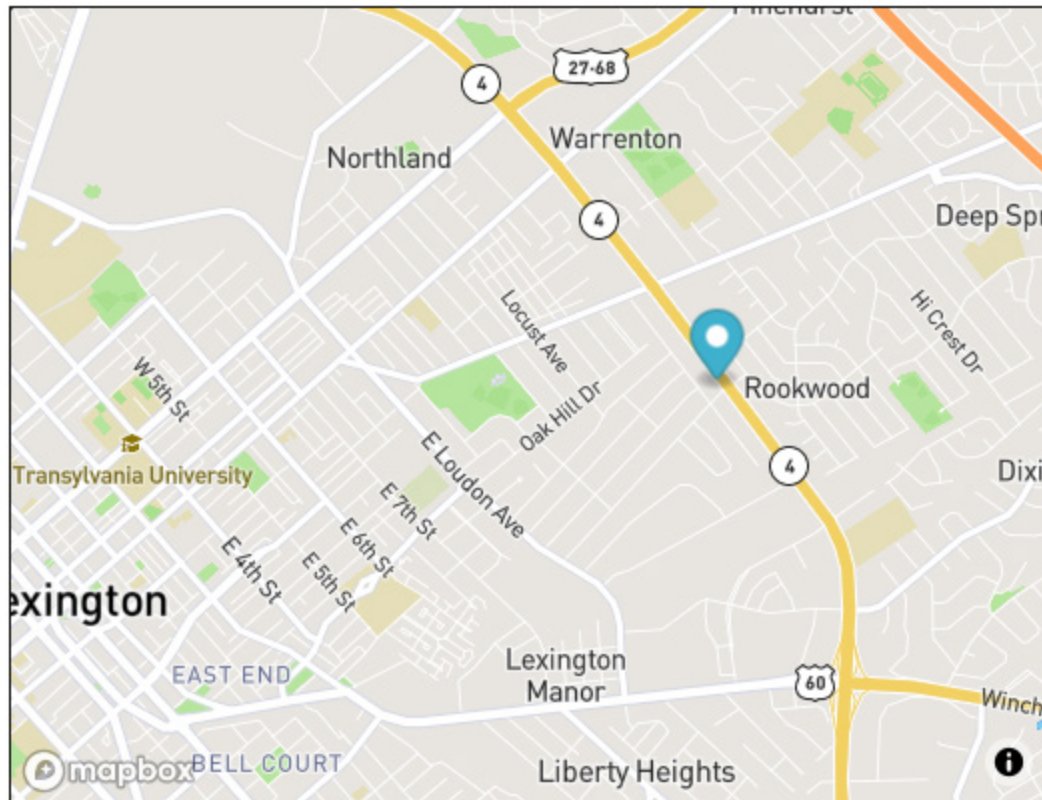 Pinehurst
27-68
4
Warrenton
Northland
4
Deep Spr
Locust Ave
Hi Crest Dr
W 5th St
Rookwood
Oak Hill Dr
E Loudon Ave
4
Transylvania University
Dixi
E 7th St
E 6th St
E 4th St
E 5th St
exington
EAST END
Lexington
Manor
60
Winch
BELL COURT
Liberty Heights
mapbox
i